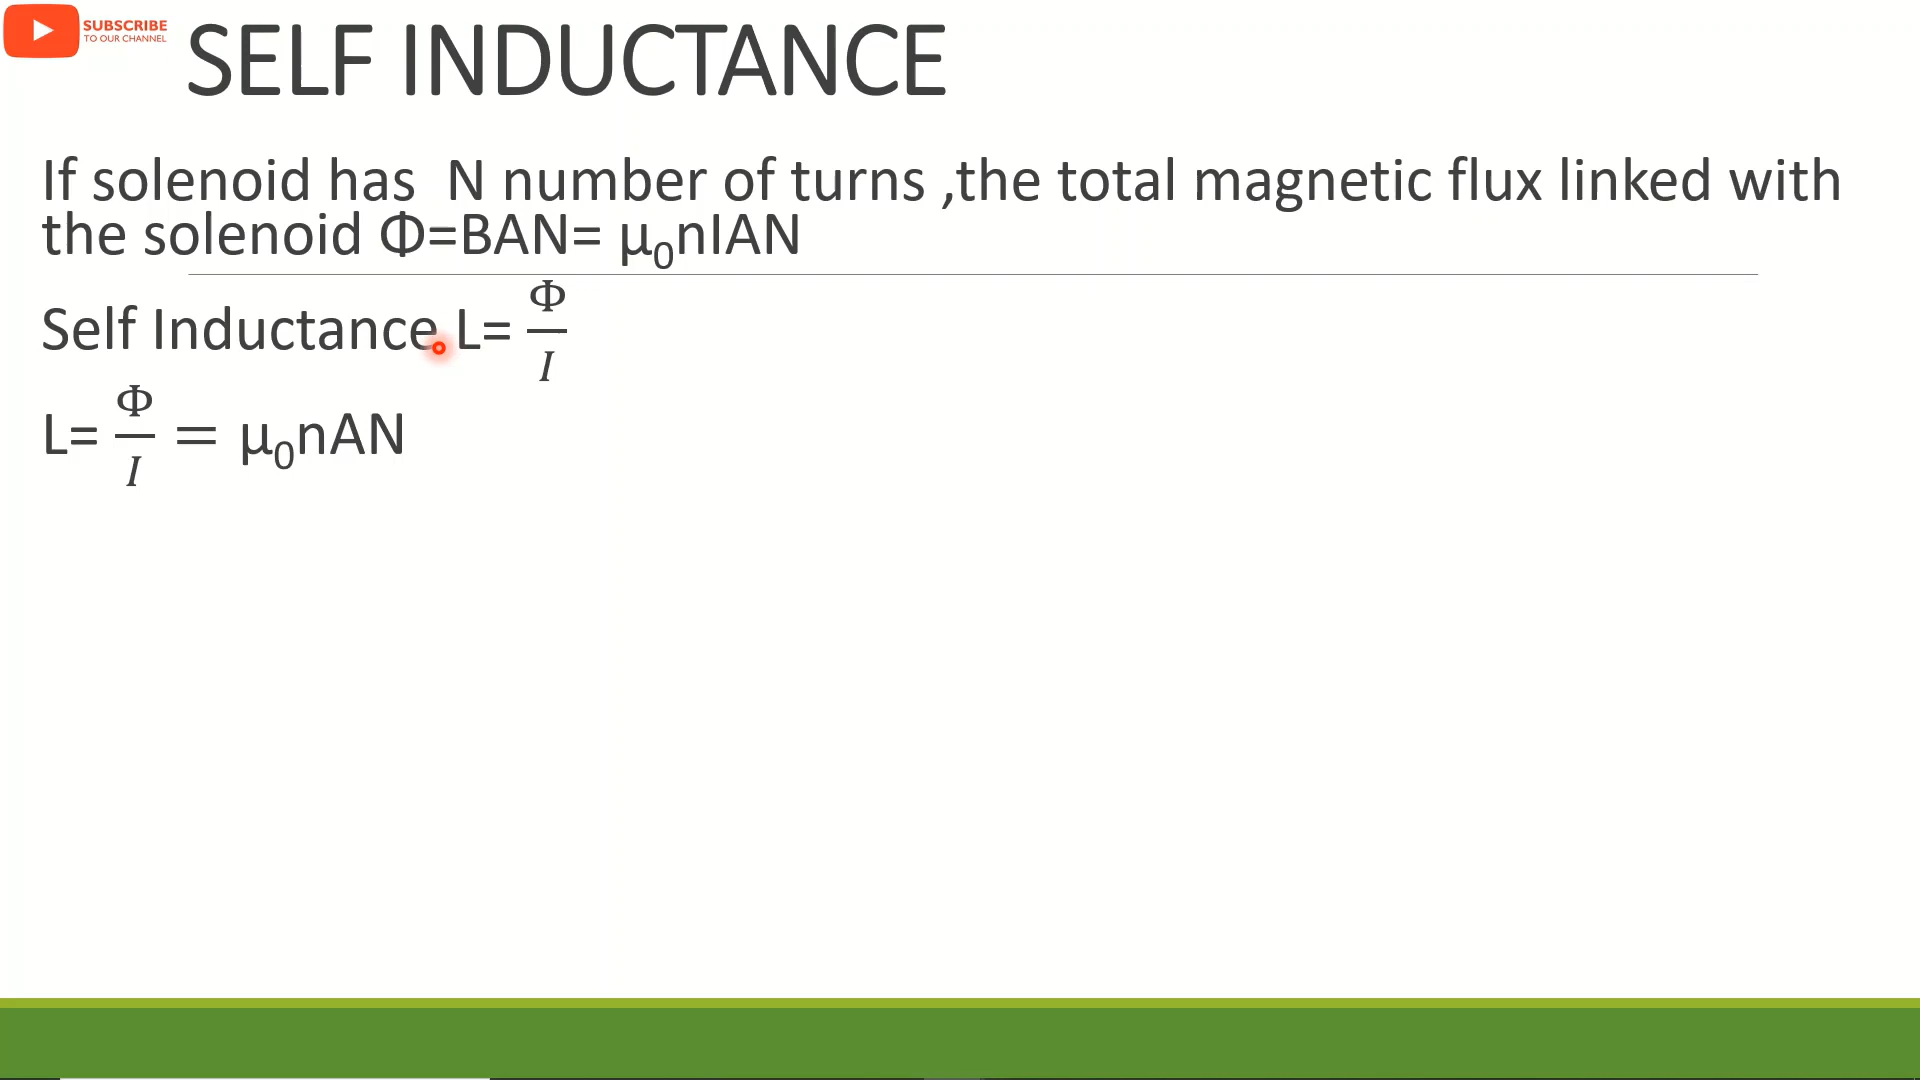 SUBSCRIBE
TO OUR CHANNEL
SELF INDUCTANCE
If solenoid has N number of turns ,the total magnetic flux linked with
the solenoid Φ=BAN= μ₀nIAN
Self Inductance L= Φ/I
L= Φ/I = μ₀nAN